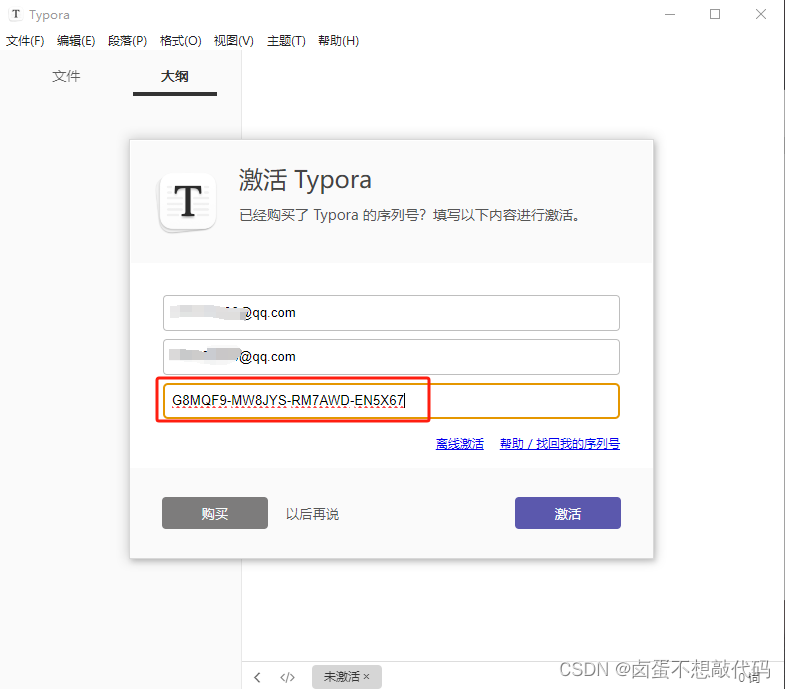 T Typora
文件(F) 编辑(E) 段落(P) 格式(O) 视图(V) 主题(T) 帮助(H)
文件 大纲
T
激活 Typora
已经购买了 Typora 的序列号？填写以下内容进行激活。
@qq.com
@qq.com
G8MQF9-MW8JYS-RM7AWD-EN5X67
离线激活 帮助 / 找回我的序列号
购买 以后再说 激活
</> 未激活 ×
0 词
CSDN @卤蛋不想敲代码